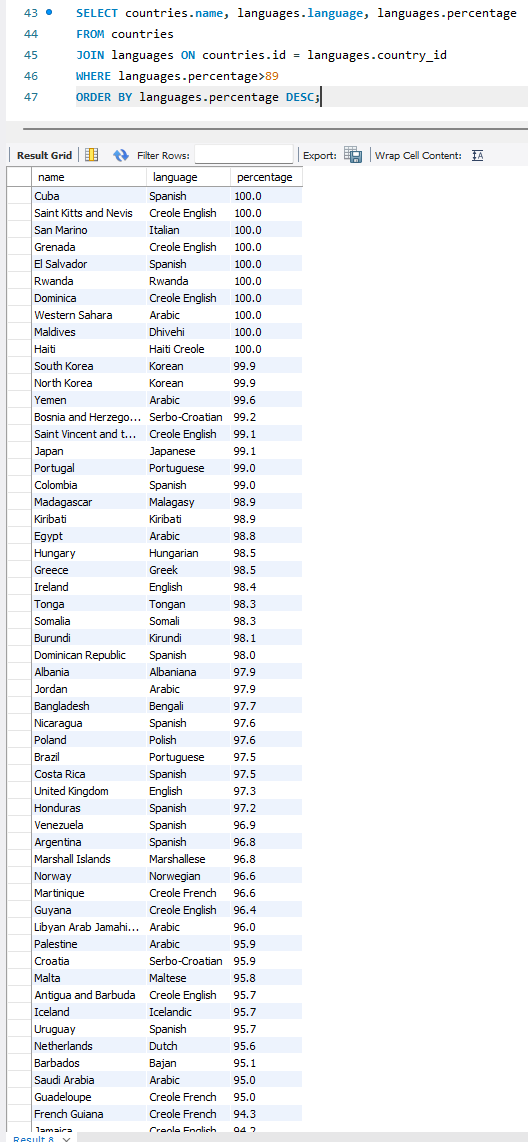 43 SELECT countries.name, languages.language, languages.percentage
44 FROM countries
45 JOIN languages ON countries.id = languages.country_id
46 WHERE languages.percentage>89
47 ORDER BY languages.percentage DESC;
Result Grid Filter Rows: Export: Wrap Cell Content: IA
name language percentage
Cuba Spanish 100.0
Saint Kitts and Nevis Creole English 100.0
San Marino Italian 100.0
Grenada Creole English 100.0
El Salvador Spanish 100.0
Rwanda Rwanda 100.0
Dominica Creole English 100.0
Western Sahara Arabic 100.0
Maldives Dhivehi 100.0
Haiti Haiti Creole 100.0
South Korea Korean 99.9
North Korea Korean 99.9
Yemen Arabic 99.6
Bosnia and Herzego... Serbo-Croatian 99.2
Saint Vincent and t... Creole English 99.1
Japan Japanese 99.1
Portugal Portuguese 99.0
Colombia Spanish 99.0
Madagascar Malagasy 98.9
Kiribati Kiribati 98.9
Egypt Arabic 98.8
Hungary Hungarian 98.5
Greece Greek 98.5
Ireland English 98.4
Tonga Tongan 98.3
Somalia Somali 98.3
Burundi Kirundi 98.1
Dominican Republic Spanish 98.0
Albania Albaniana 97.9
Jordan Arabic 97.9
Bangladesh Bengali 97.7
Nicaragua Spanish 97.6
Poland Polish 97.6
Brazil Portuguese 97.5
Costa Rica Spanish 97.5
United Kingdom English 97.3
Honduras Spanish 97.2
Venezuela Spanish 96.9
Argentina Spanish 96.8
Marshall Islands Marshallese 96.8
Norway Norwegian 96.6
Martinique Creole French 96.6
Guyana Creole English 96.4
Libyan Arab Jamahi... Arabic 96.0
Palestine Arabic 95.9
Croatia Serbo-Croatian 95.9
Malta Maltese 95.8
Antigua and Barbuda Creole English 95.7
Iceland Icelandic 95.7
Uruguay Spanish 95.7
Netherlands Dutch 95.6
Barbados Bajan 95.1
Saudi Arabia Arabic 95.0
Guadeloupe Creole French 95.0
French Guiana Creole French 94.3
Jamaica Creole English 94.2
Result 8